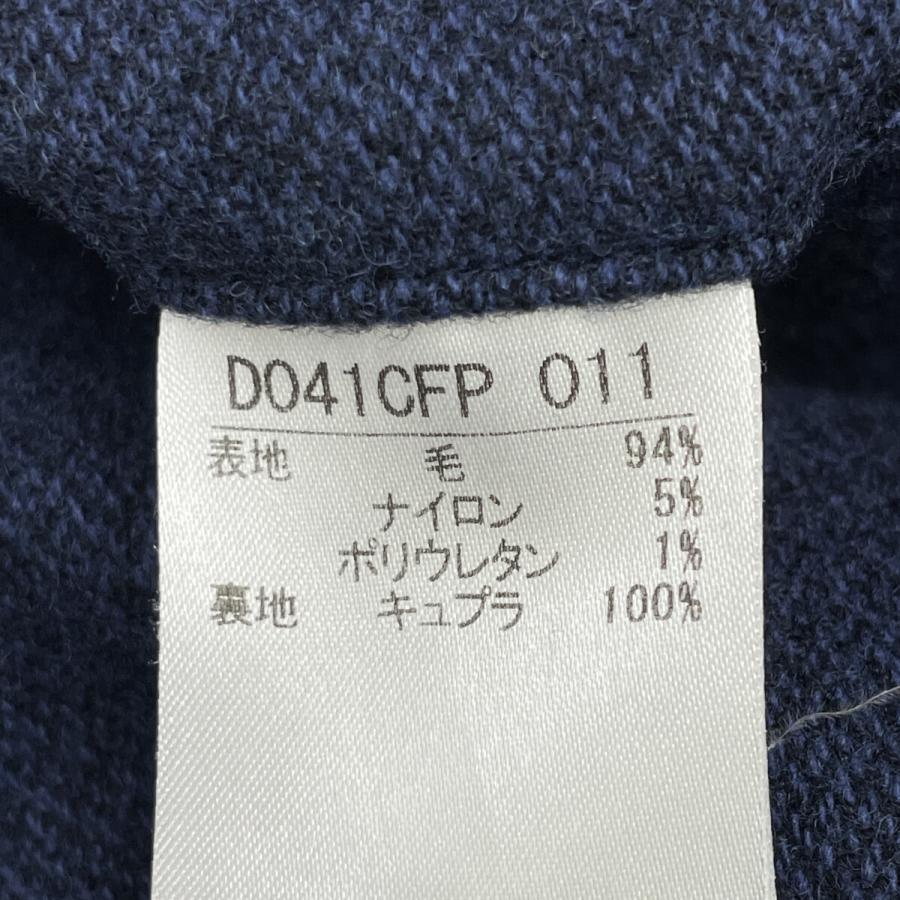 D041CFP 011
表地 毛 94%
ナイロン 5%
ポリウレタン 1%
裏地 キュプラ 100%